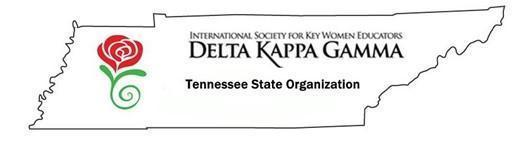 INTERNATIONAL SOCIETY FOR KEY WOMEN EDUCATORS
DELTA KAPPA GAMMA
Tennessee State Organization